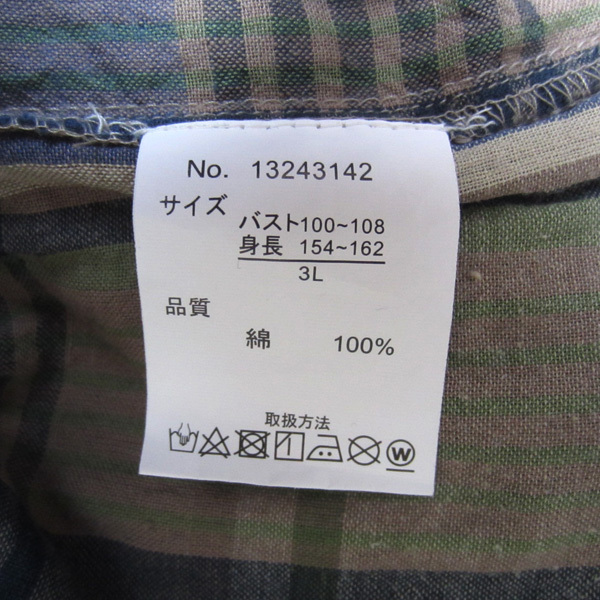 No. 13243142
サイズ
バスト100~108
身長 154~162
3L
品質
綿 100%
取扱方法
W